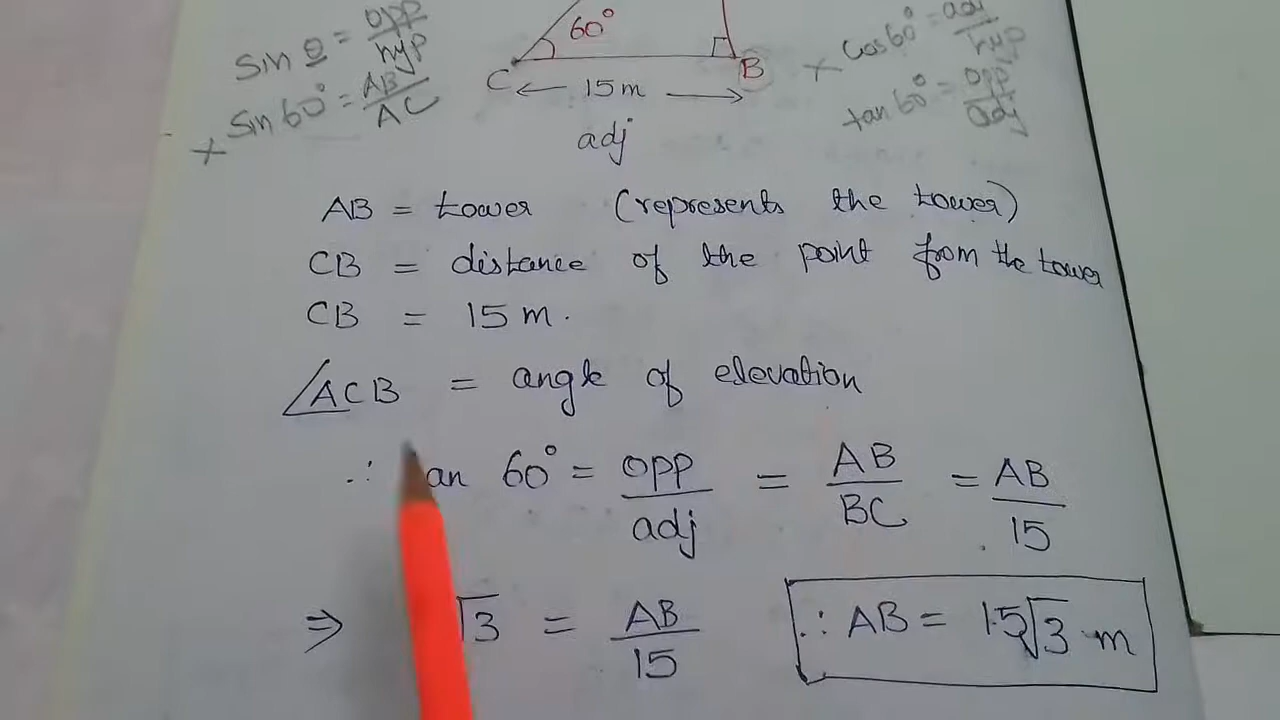 sin θ = opp/hyp
sin 60° = AB/AC
×
60°
C
B
← 15 m →
adj
× cos 60° = adj/hyp
tan 60° = opp/adj
AB = tower (represents the tower)
CB = distance of the point from the tower
CB = 15 m.
∠ACB = angle of elevation
∴ an 60° = opp/adj = AB/BC = AB/15
⇒ √3 = AB/15
∴ AB = 15√3 m